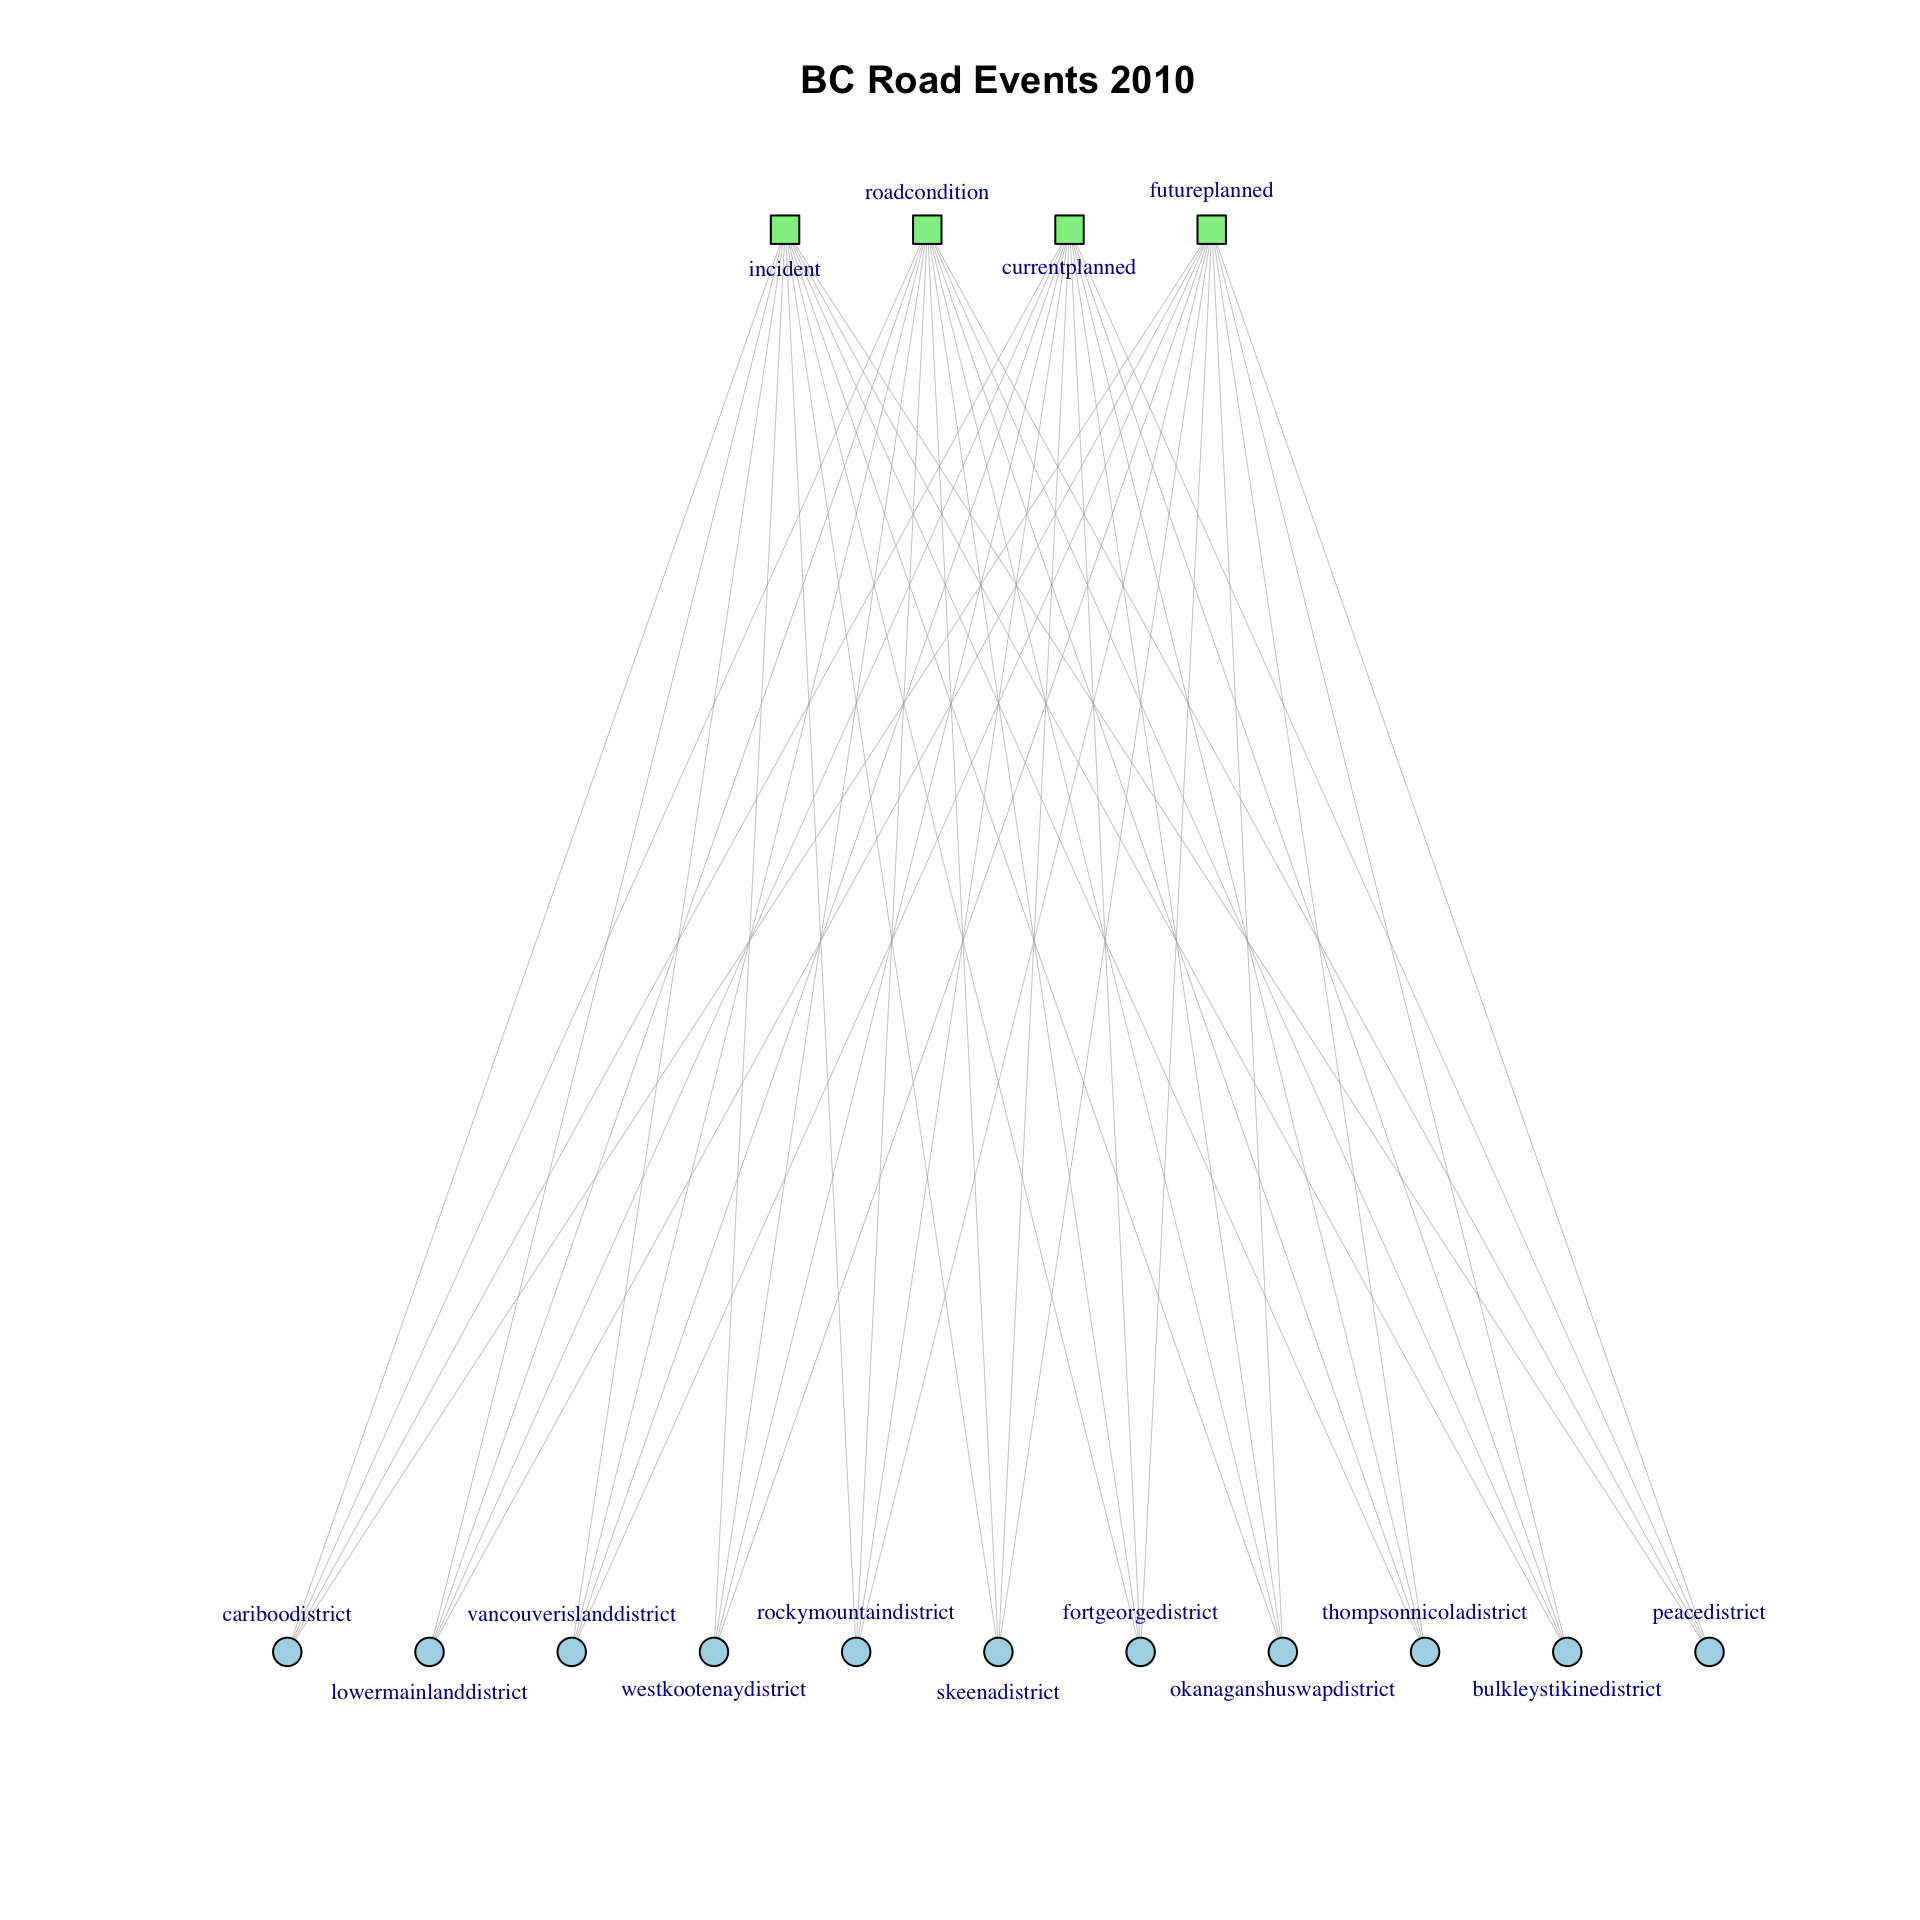 BC Road Events 2010
roadcondition
futureplanned
incident
currentplanned
cariboodistrict
vancouverislanddistrict
rockymountaindistrict
fortgeorgedistrict
thompsonnicoladistrict
peacedistrict
lowermainlanddistrict
westkootenaydistrict
skeenadistrict
okanaganshuswapdistrict
bulkleystikinedistrict